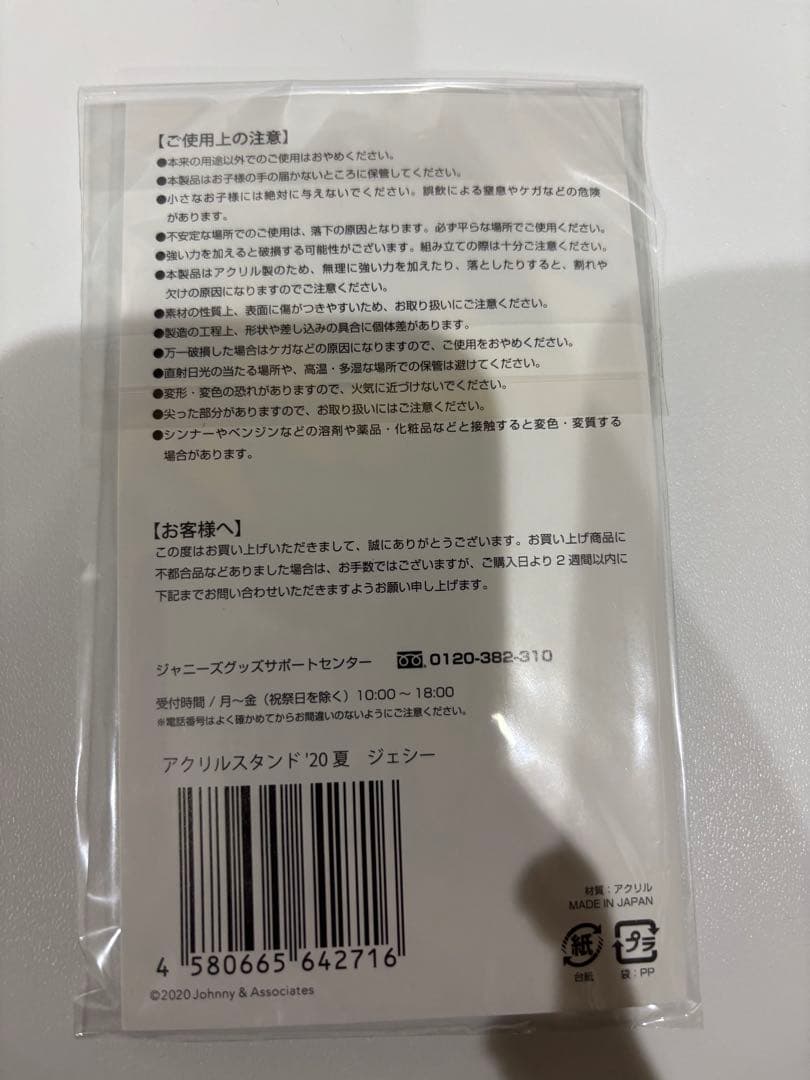 【ご使用上の注意】
●本来の用途以外でのご使用はおやめください。
●本製品はお子様の手の届かないところに保管してください。
●小さなお子様には絶対に与えないでください。誤飲による窒息やケガなどの危険
があります。
●不安定な場所でのご使用は、落下の原因となります。必ず平らな場所でご使用ください。
●強い力を加えると破損する可能性がございます。組み立ての際は十分ご注意ください。
●本製品はアクリル製のため、無理に強い力を加えたり、落としたりすると、割れや
欠けの原因になりますのでご注意ください。
●素材の性質上、表面に傷がつきやすいため、お取り扱いにご注意ください。
●製造の工程上、形状や差し込みの具合に個体差があります。
●万一破損した場合はケガなどの原因になりますので、ご使用をおやめください。
●直射日光の当たる場所や、高温・多湿な場所での保管は避けてください。
●変形・変色の恐れがありますので、火気に近づけないでください。
●尖った部分がありますので、お取り扱いにはご注意ください。
●シンナーやベンジンなどの溶剤や薬品・化粧品などと接触すると変色・変質する
場合があります。
【お客様へ】
この度はお買い上げいただきまして、誠にありがとうございます。お買い上げ商品に
不都合品などありました場合は、お手数ではございますが、ご購入日より2週間以内に
下記までお問い合わせいただきますようお願い申し上げます。
ジャニーズグッズサポートセンター 0120-382-310
受付時間 / 月～金（祝祭日を除く）10:00～18:00
※電話番号はよく確かめてからお間違いのないようにご注意ください。
アクリルスタンド '20 夏 ジェシー
4 580665 642716
©2020 Johnny & Associates
材質：アクリル
MADE IN JAPAN
紙 プラ
台紙 袋：PP